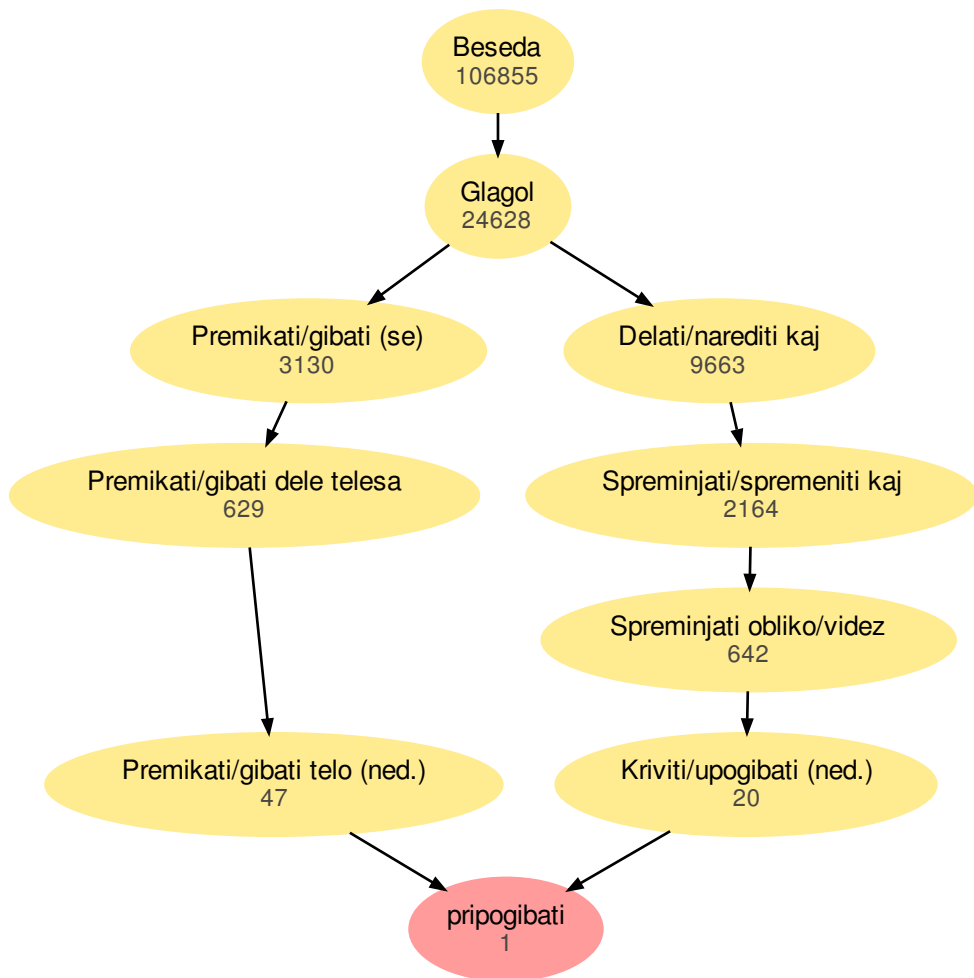 Beseda
106855
Glagol
24628
Premikati/gibati (se)
3130
Delati/narediti kaj
9663
Premikati/gibati dele telesa
629
Spreminjati/spremeniti kaj
2164
Spreminjati obliko/videz
642
Premikati/gibati telo (ned.)
47
Kriviti/upogibati (ned.)
20
pripogibati
1